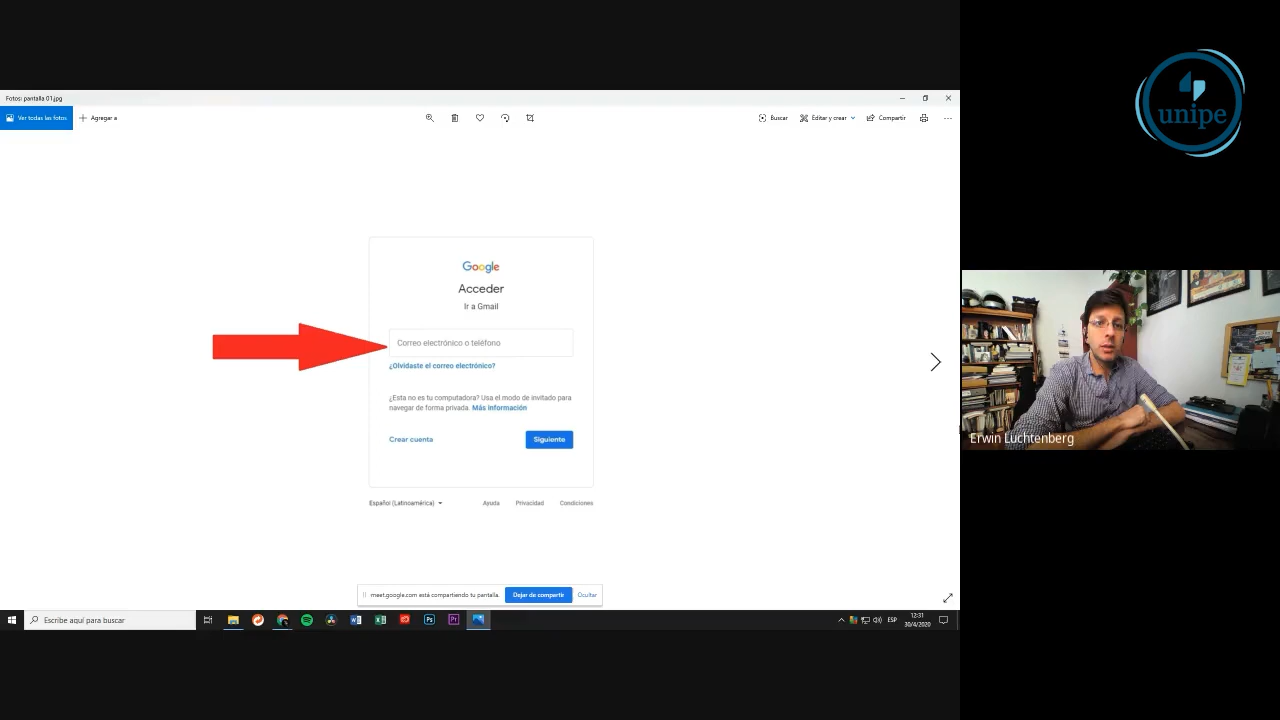 Fotos: pantalla 01.jpg
Ver todas las fotos
Agregar a
Buscar
Editar y crear
Compartir
unipe
Google
Acceder
Ir a Gmail
Correo electrónico o teléfono
¿Olvidaste el correo electrónico?
¿Esta no es tu computadora? Usa el modo de invitado para
navegar de forma privada. Más información
Crear cuenta
Siguiente
Español (Latinoamérica)
Ayuda
Privacidad
Condiciones
Erwin Luchtenberg
meet.google.com está compartiendo tu pantalla.
Dejar de compartir
Ocultar
Escribe aquí para buscar
Ps
Pr
ESP
12:31
30/4/2020